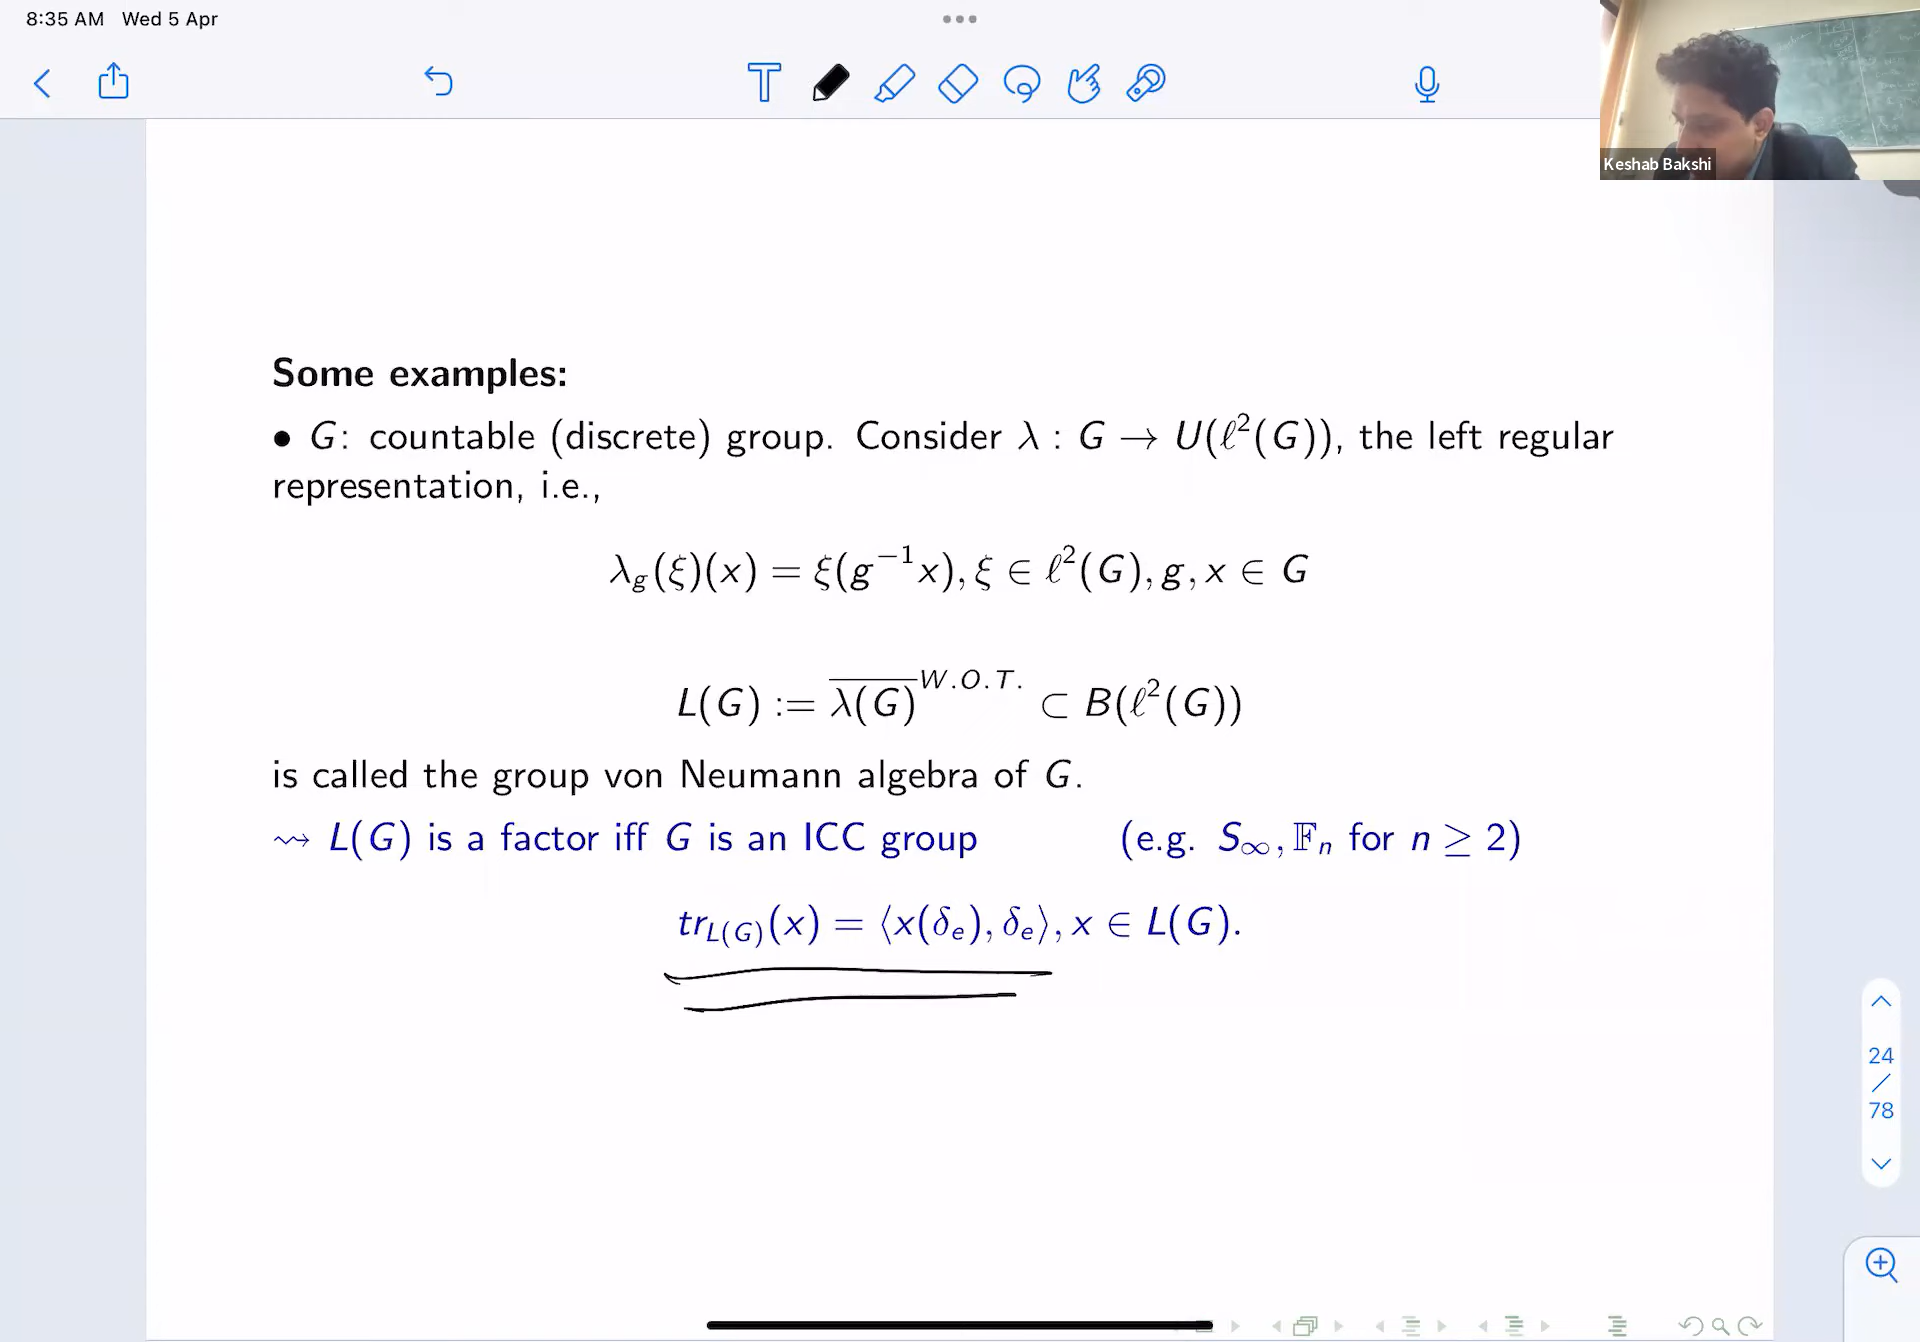 8:35 AM Wed 5 Apr
Keshab Bakshi
Some examples:
• G: countable (discrete) group. Consider λ : G → U(ℓ²(G)), the left regular
representation, i.e.,
λ_g(ξ)(x) = ξ(g⁻¹x), ξ ∈ ℓ²(G), g, x ∈ G
L(G) := \overline{λ(G)}^{W.O.T.} ⊂ B(ℓ²(G))
is called the group von Neumann algebra of G.
⇝ L(G) is a factor iff G is an ICC group (e.g. S_∞, 𝔽_n for n ≥ 2)
tr_{L(G)}(x) = ⟨x(δ_e), δ_e⟩, x ∈ L(G).
24
/
78